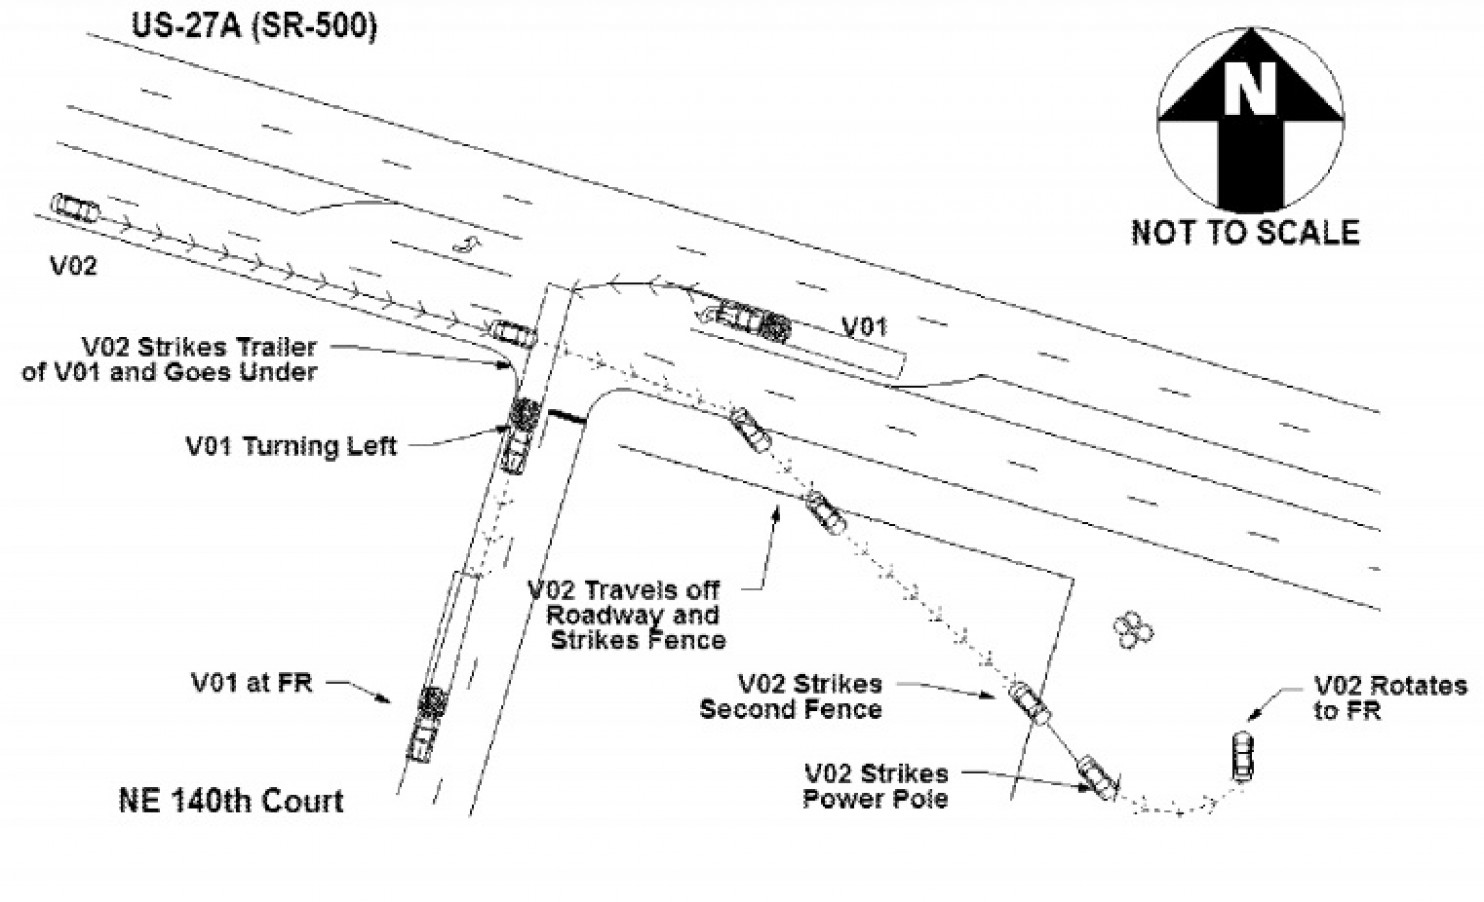 US-27A (SR-500)
N
NOT TO SCALE
V02
V01
V02 Strikes Trailer
of V01 and Goes Under
V01 Turning Left
V02 Travels off
Roadway and
Strikes Fence
V01 at FR
V02 Strikes
Second Fence
V02 Rotates
to FR
V02 Strikes
Power Pole
NE 140th Court